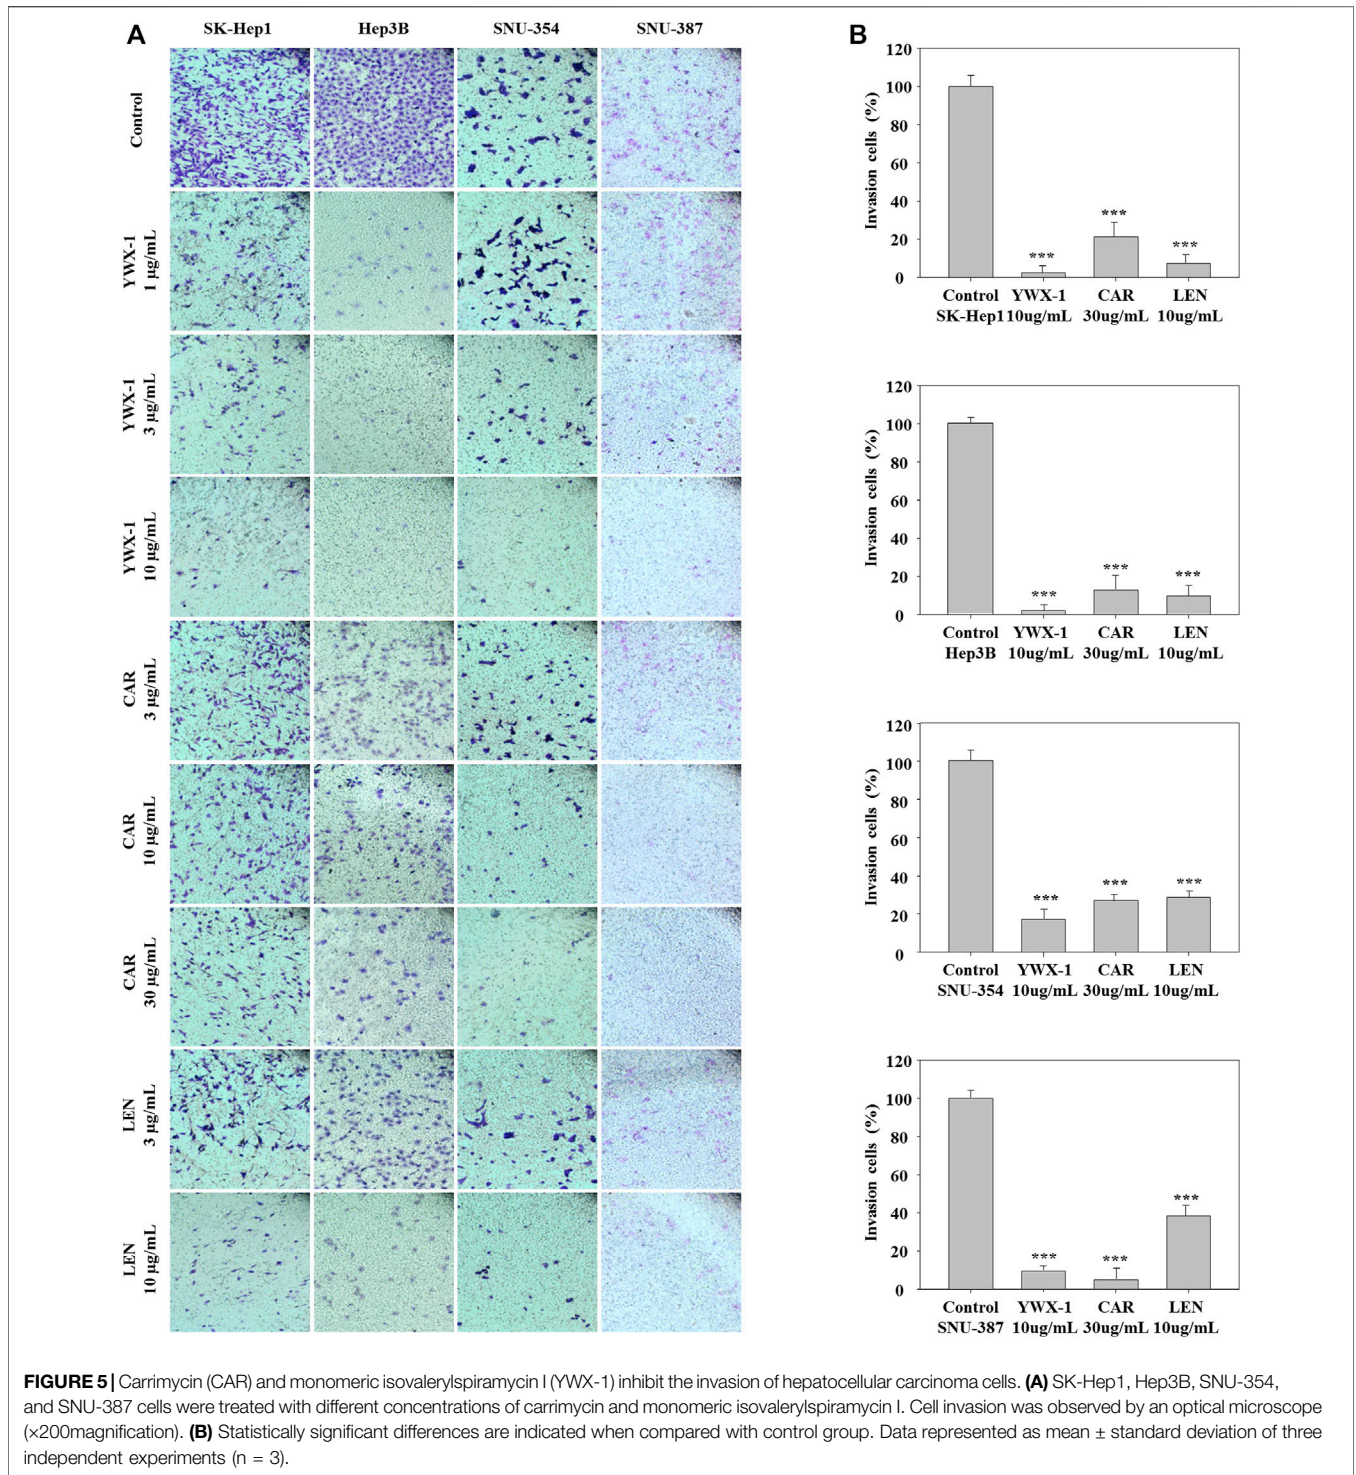 A
SK-Hep1 Hep3B SNU-354 SNU-387
Control
YWX-1
1 µg/mL
YWX-1
3 µg/mL
YWX-1
10 µg/mL
CAR
3 µg/mL
CAR
10 µg/mL
CAR
30 µg/mL
LEN
3 µg/mL
LEN
10 µg/mL
B
Invasion cells (%)
120
100
80
60
40
20
0
*** *** ***
Control YWX-1 CAR LEN
SK-Hep110ug/mL 30ug/mL 10ug/mL
Invasion cells (%)
120
100
80
60
40
20
0
*** *** ***
Control YWX-1 CAR LEN
Hep3B 10ug/mL 30ug/mL 10ug/mL
Invasion cells (%)
120
100
80
60
40
20
0
*** *** ***
Control YWX-1 CAR LEN
SNU-354 10ug/mL 30ug/mL 10ug/mL
Invasion cells (%)
120
100
80
60
40
20
0
*** *** ***
Control YWX-1 CAR LEN
SNU-387 10ug/mL 30ug/mL 10ug/mL
FIGURE 5 | Carrimycin (CAR) and monomeric isovalerylspiramycin I (YWX-1) inhibit the invasion of hepatocellular carcinoma cells. (A) SK-Hep1, Hep3B, SNU-354,
and SNU-387 cells were treated with different concentrations of carrimycin and monomeric isovalerylspiramycin I. Cell invasion was observed by an optical microscope
(×200magnification). (B) Statistically significant differences are indicated when compared with control group. Data represented as mean ± standard deviation of three
independent experiments (n = 3).